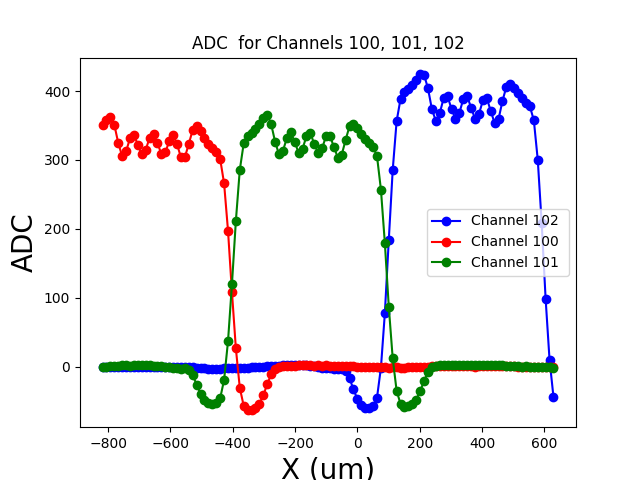 ADC  for Channels 100, 101, 102
400
300
200
100
0
ADC
Channel 102
Channel 100
Channel 101
−800 −600 −400 −200 0 200 400 600
X (um)